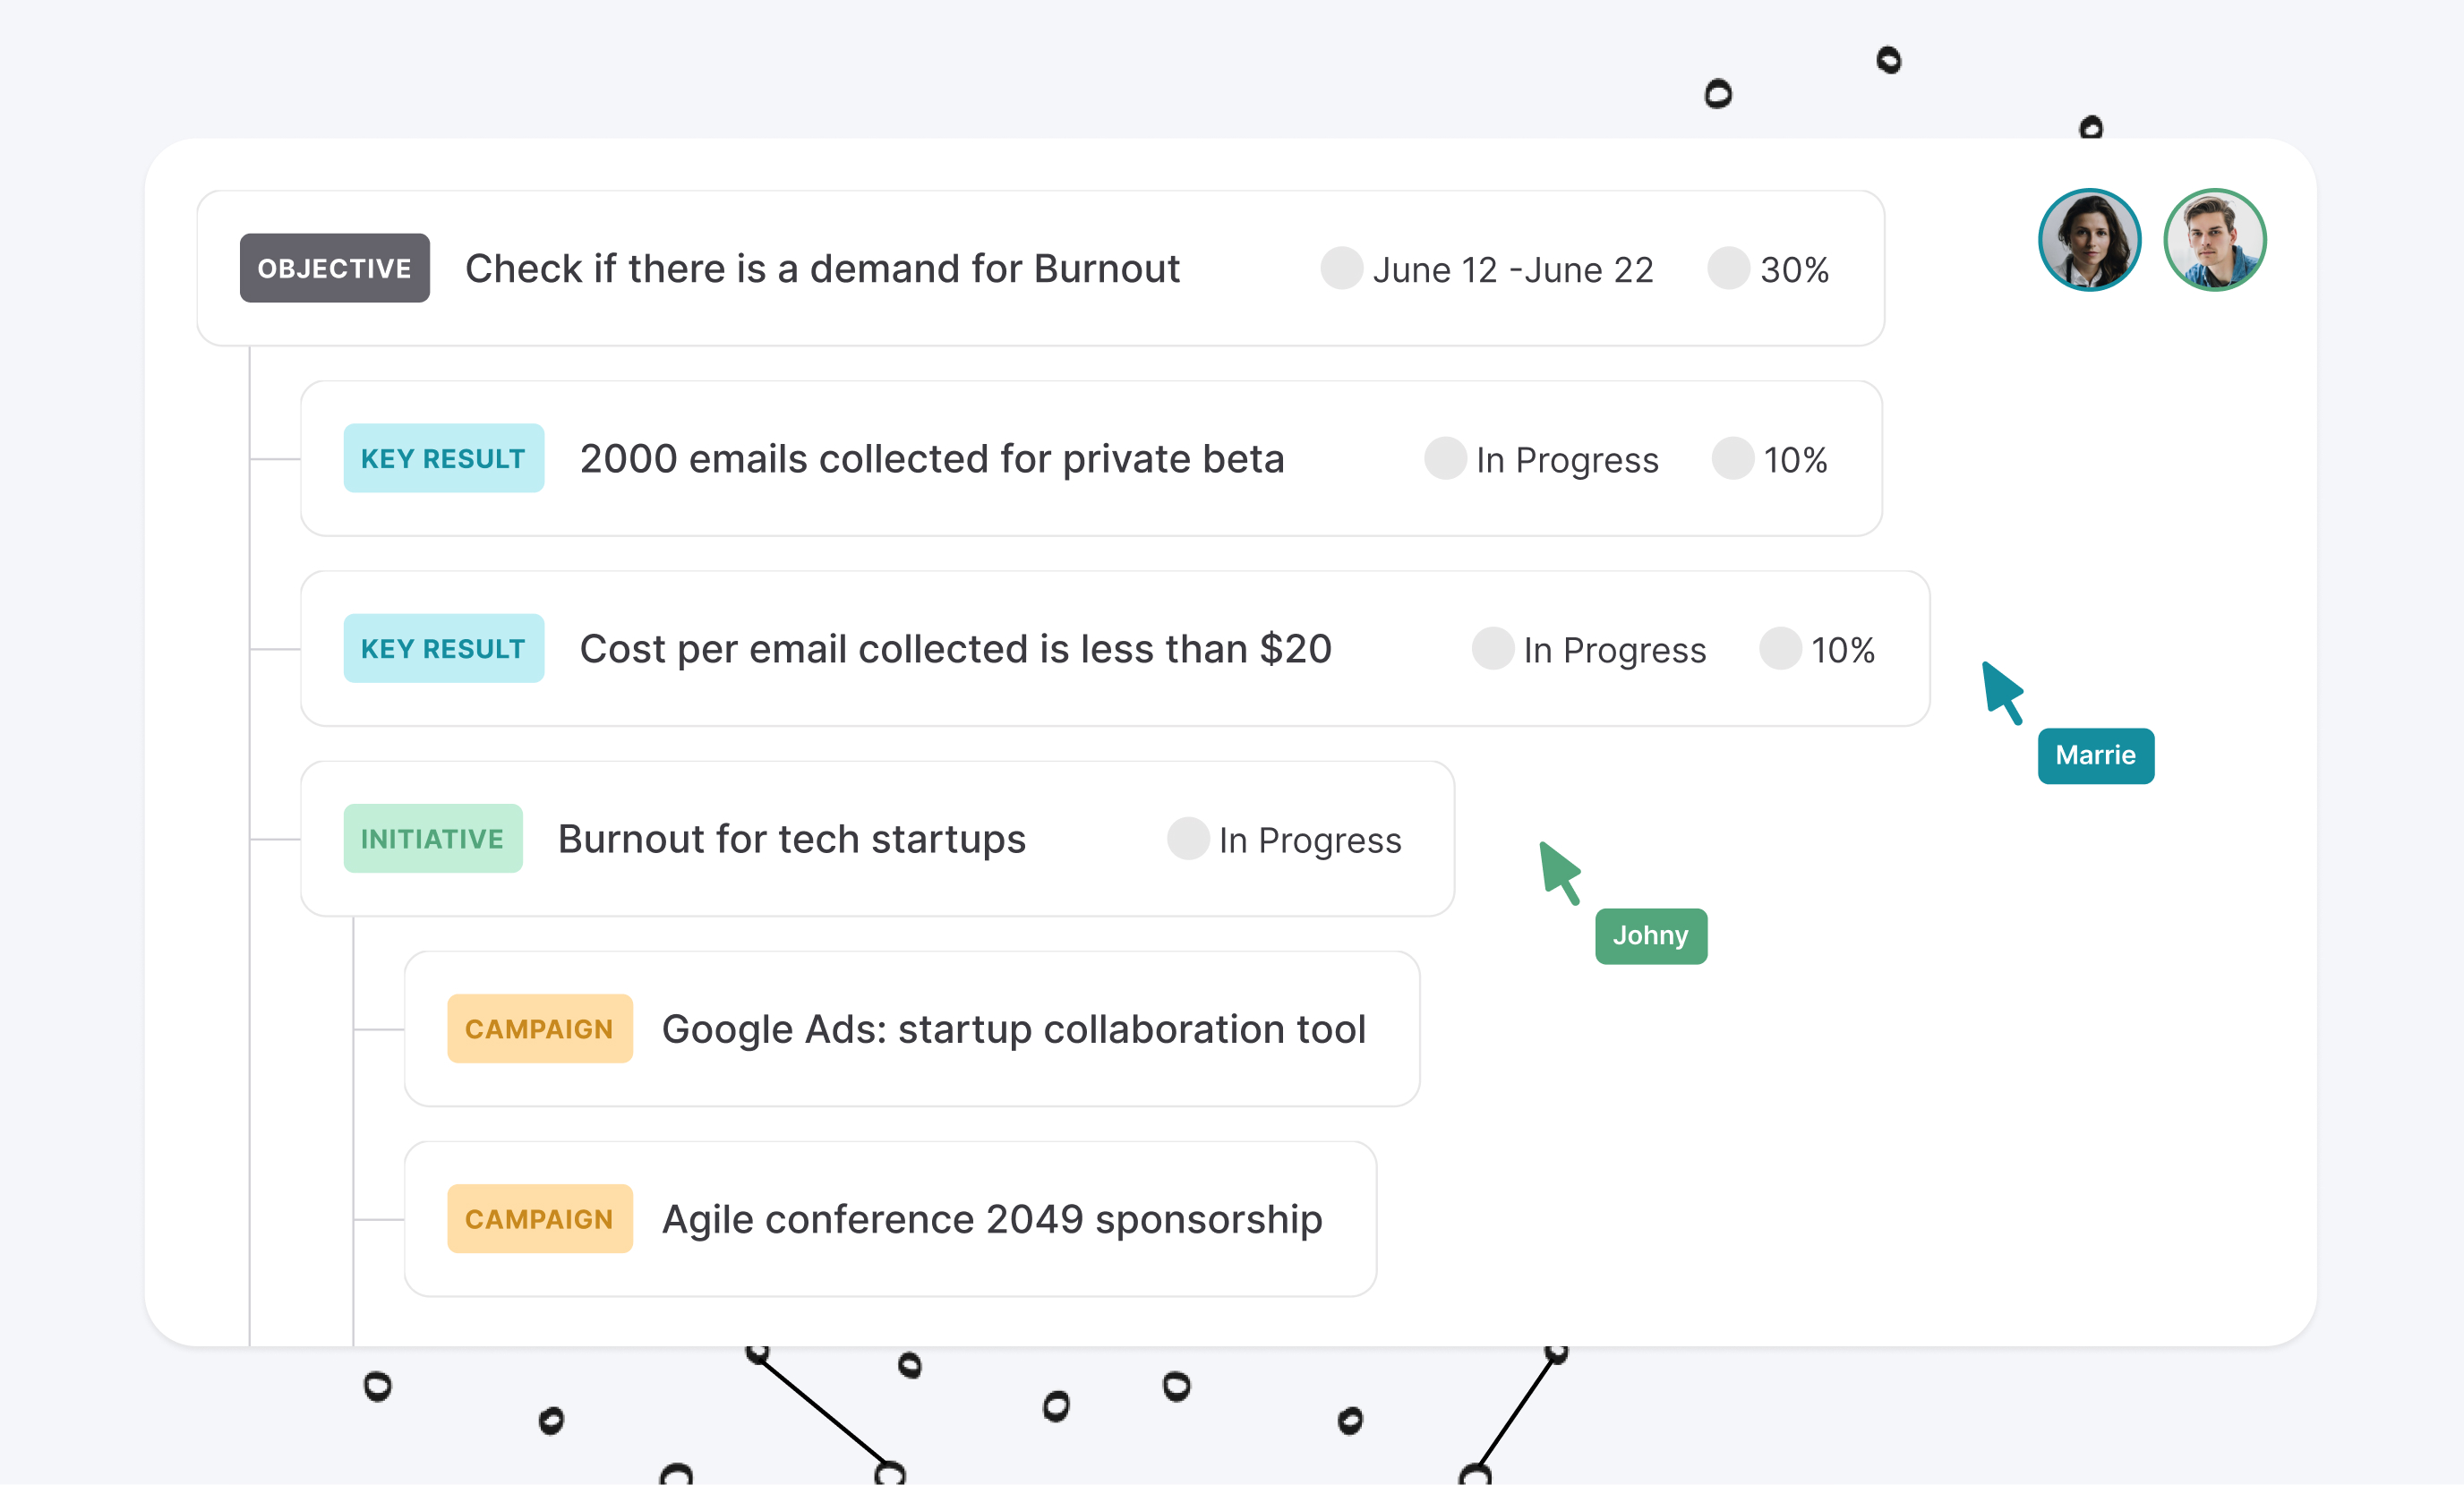 OBJECTIVE Check if there is a demand for Burnout June 12 -June 22 30%
KEY RESULT 2000 emails collected for private beta In Progress 10%
KEY RESULT Cost per email collected is less than $20 In Progress 10%
Marrie
INITIATIVE Burnout for tech startups In Progress
Johny
CAMPAIGN Google Ads: startup collaboration tool
CAMPAIGN Agile conference 2049 sponsorship